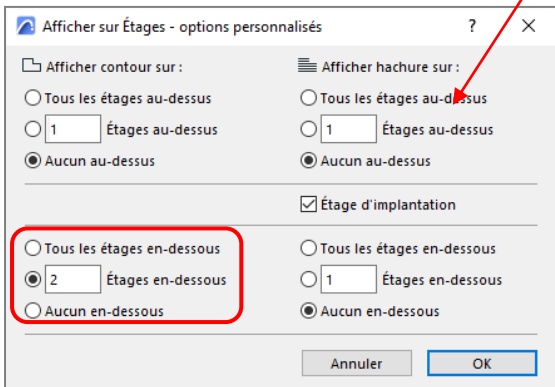 Afficher sur Étages - options personnalisés ?
Afficher contour sur :
Tous les étages au-dessus
1 Étages au-dessus
Aucun au-dessus
Afficher hachure sur :
Tous les étages au-dessus
1 Étages au-dessus
Aucun au-dessus
Étage d'implantation
Tous les étages en-dessous
2 Étages en-dessous
Aucun en-dessous
Tous les étages en-dessous
1 Étages en-dessous
Aucun en-dessous
Annuler OK